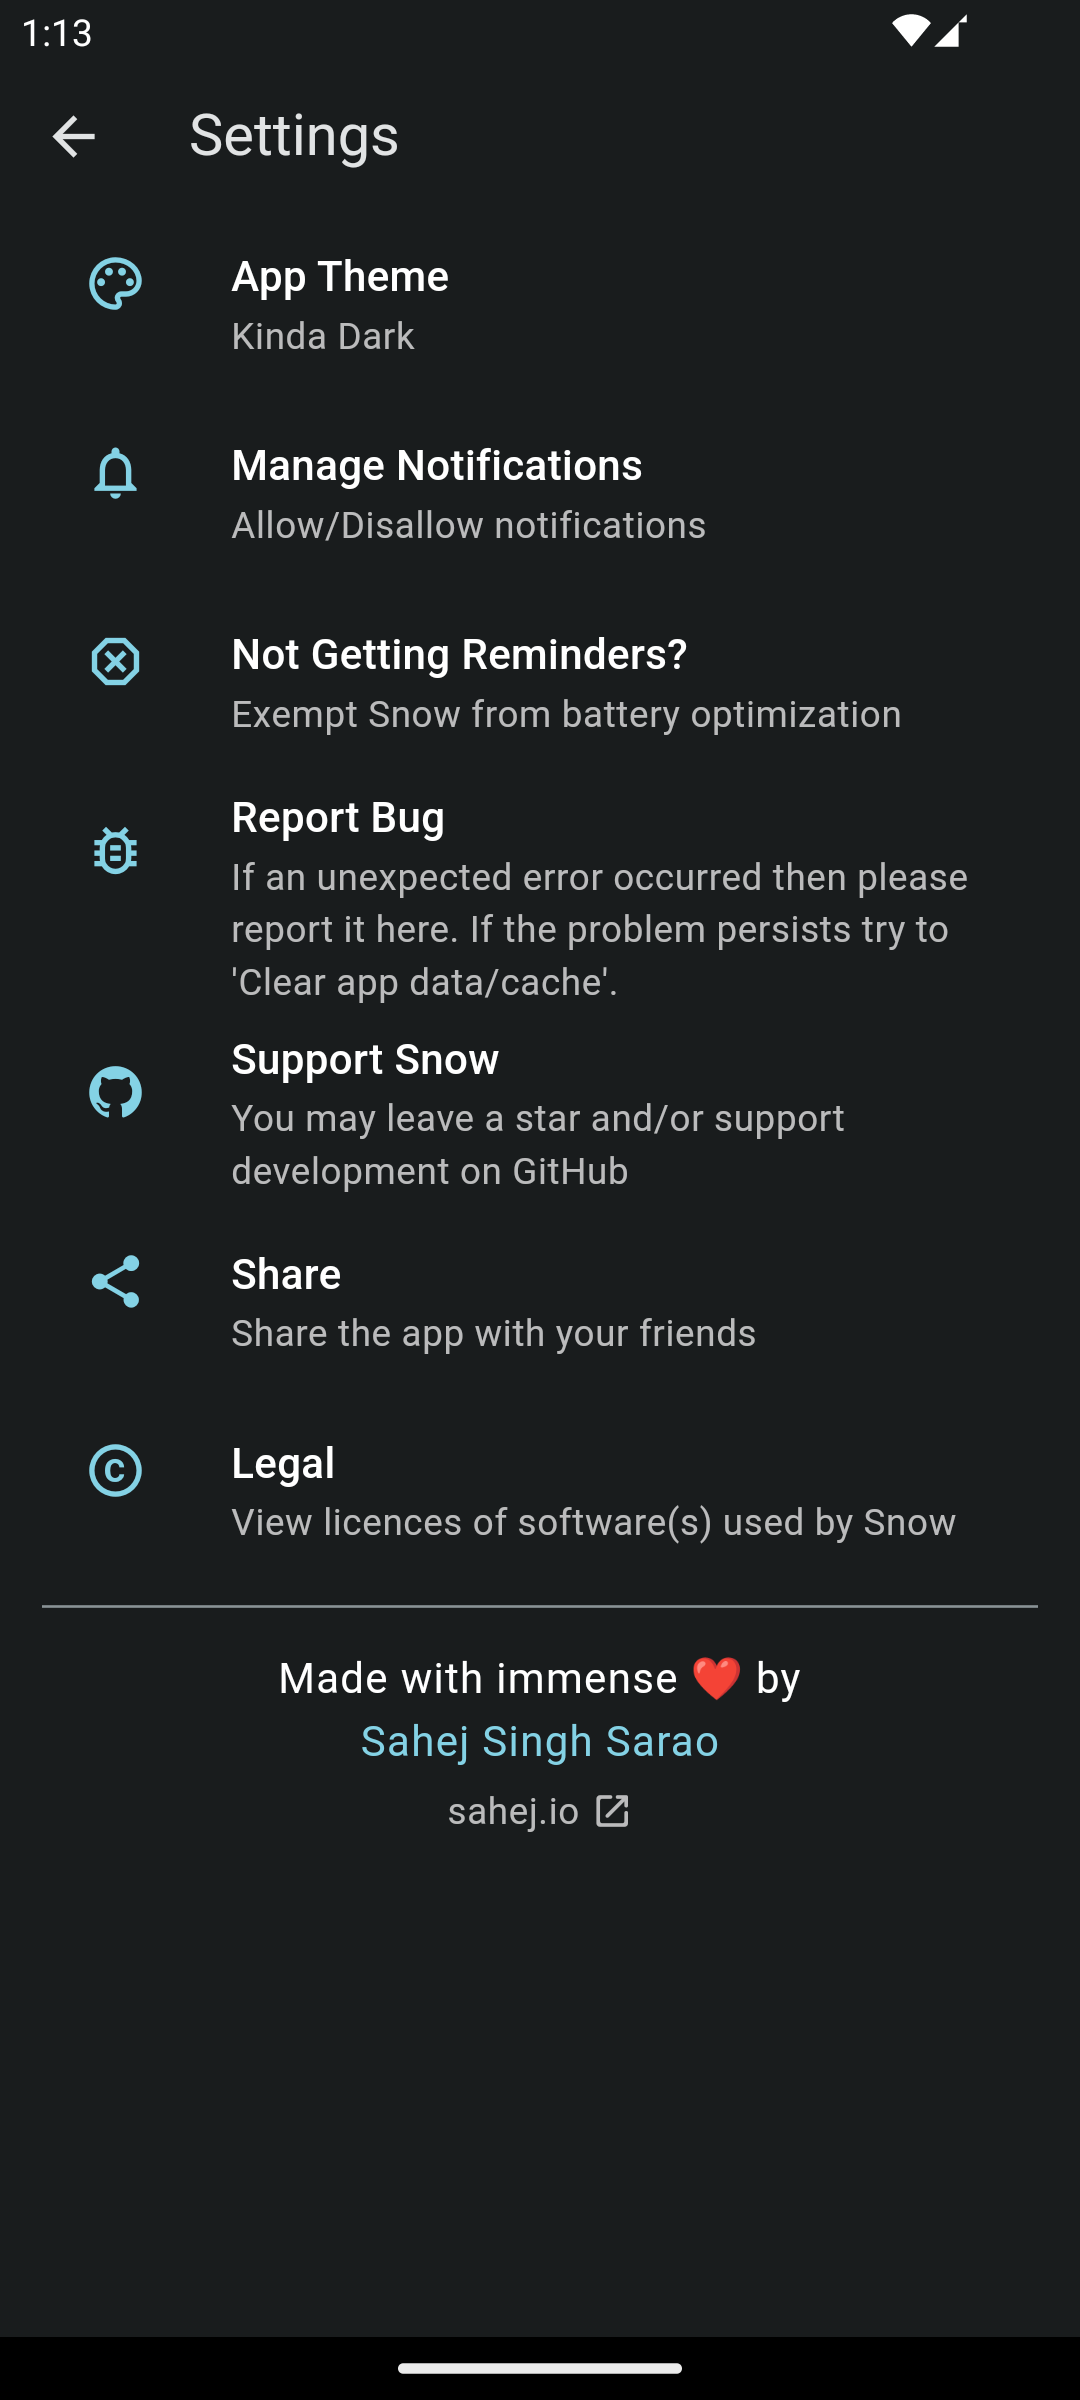 1:13
Settings
App Theme
Kinda Dark
Manage Notifications
Allow/Disallow notifications
Not Getting Reminders?
Exempt Snow from battery optimization
Report Bug
If an unexpected error occurred then please
report it here. If the problem persists try to
'Clear app data/cache'.
Support Snow
You may leave a star and/or support
development on GitHub
Share
Share the app with your friends
Legal
View licences of software(s) used by Snow
Made with immense ❤️ by
Sahej Singh Sarao
sahej.io